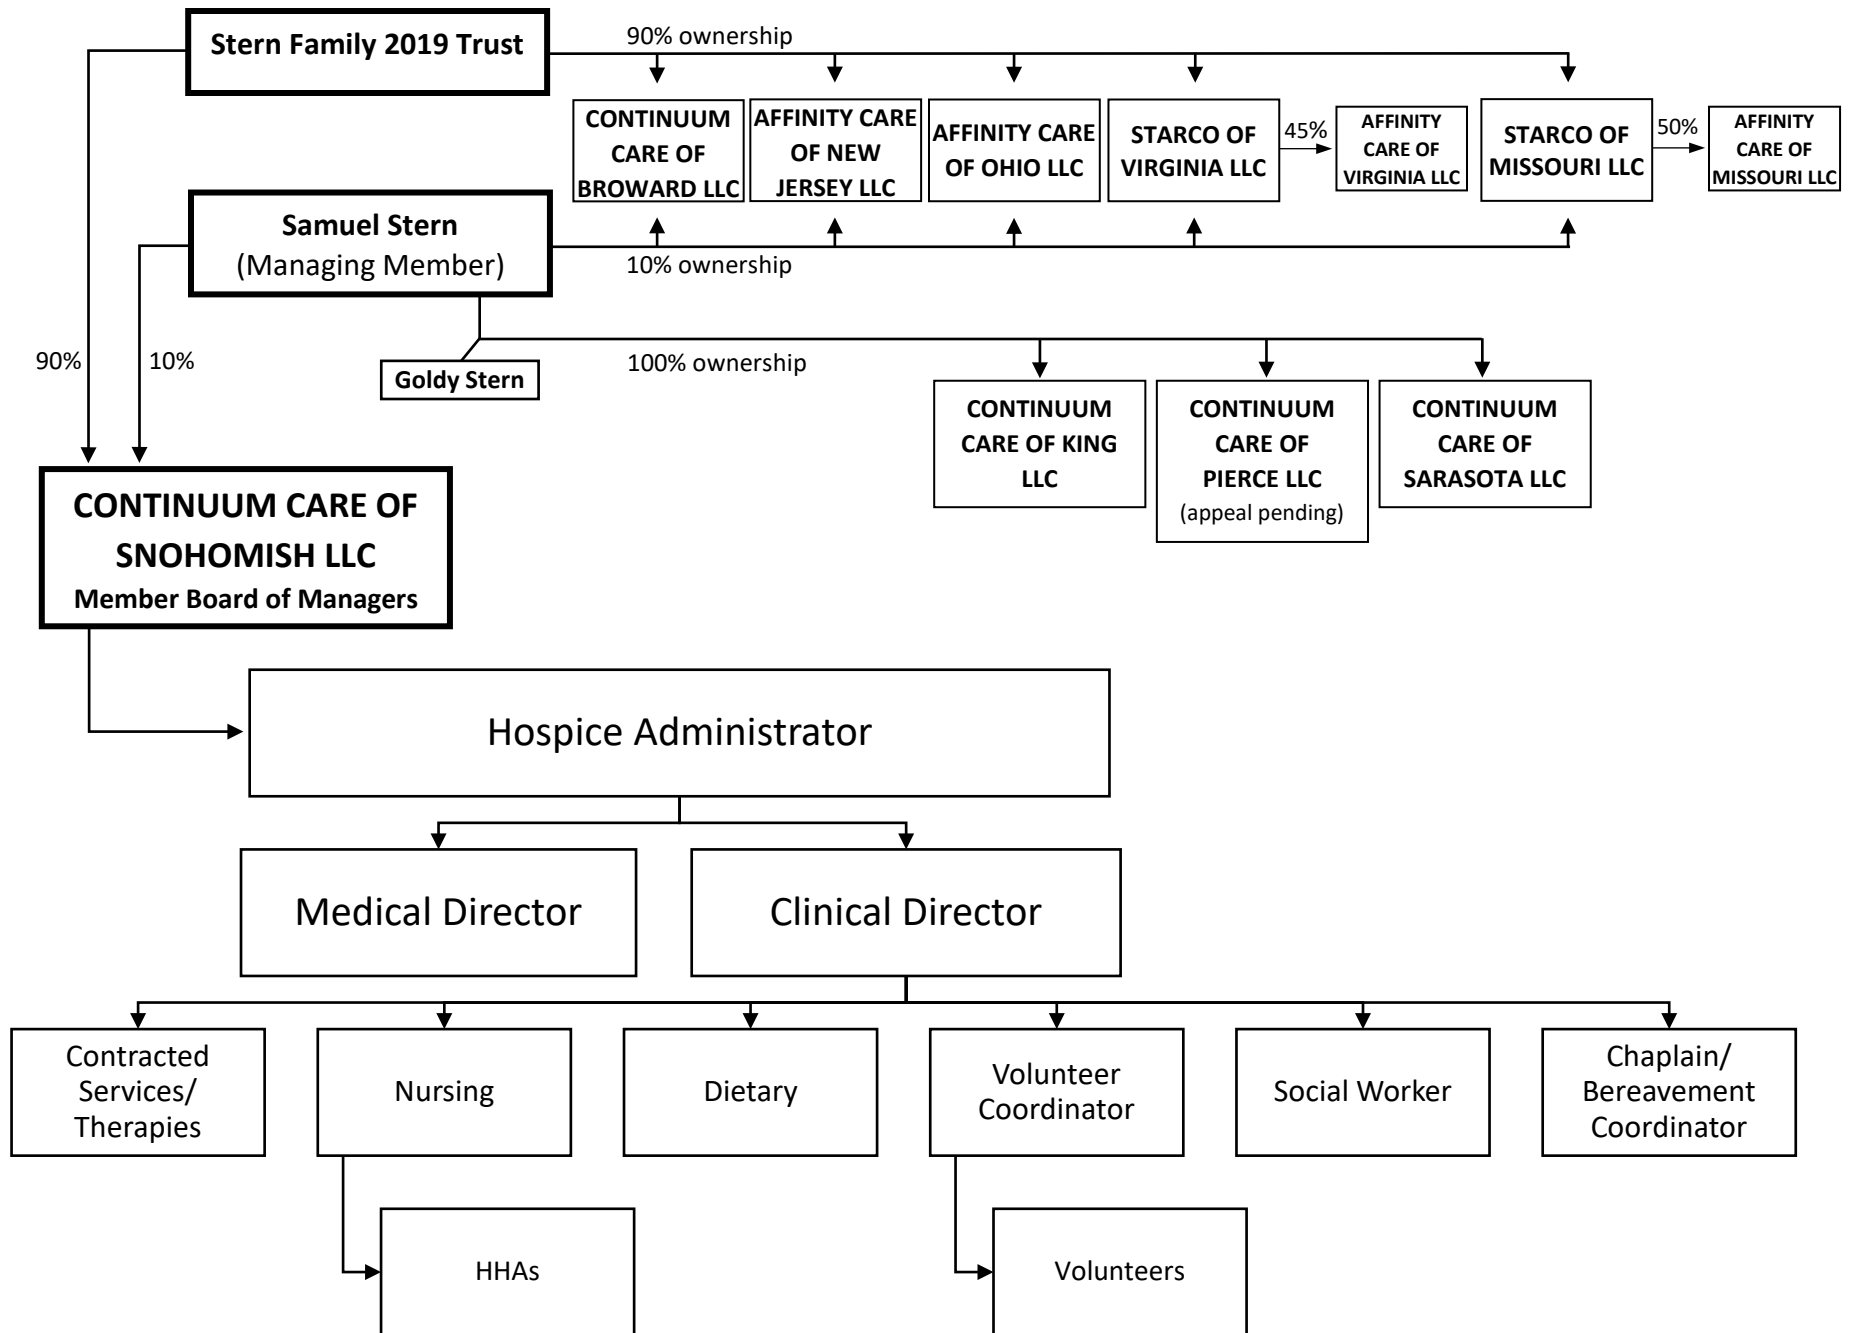 Stern Family 2019 Trust
90% ownership
CONTINUUM
CARE OF
BROWARD LLC
AFFINITY CARE
OF NEW
JERSEY LLC
AFFINITY CARE
OF OHIO LLC
STARCO OF
VIRGINIA LLC
45%
AFFINITY
CARE OF
VIRGINIA LLC
STARCO OF
MISSOURI LLC
50%
AFFINITY
CARE OF
MISSOURI LLC
Samuel Stern
(Managing Member)
10% ownership
90%
10%
Goldy Stern
100% ownership
CONTINUUM
CARE OF KING
LLC
CONTINUUM
CARE OF
PIERCE LLC
(appeal pending)
CONTINUUM
CARE OF
SARASOTA LLC
CONTINUUM CARE OF
SNOHOMISH LLC
Member Board of Managers
Hospice Administrator
Medical Director
Clinical Director
Contracted
Services/
Therapies
Nursing
Dietary
Volunteer
Coordinator
Social Worker
Chaplain/
Bereavement
Coordinator
HHAs
Volunteers